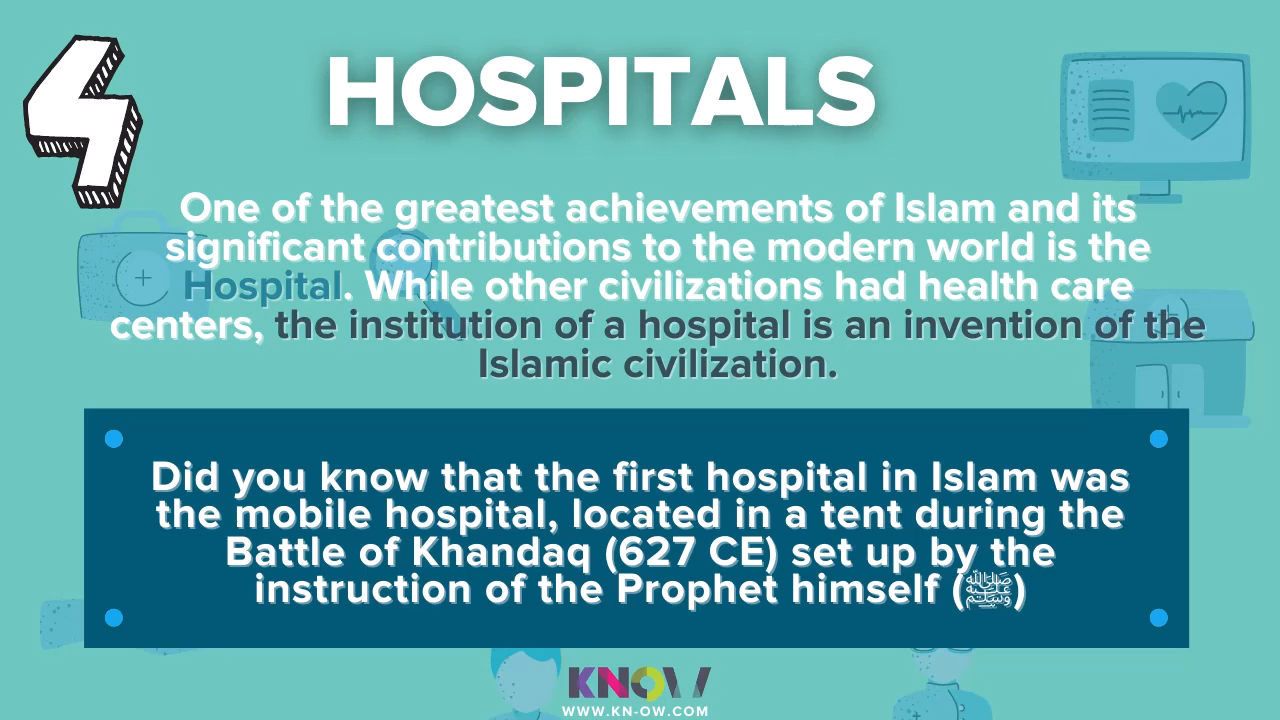 4
HOSPITALS
One of the greatest achievements of Islam and its
significant contributions to the modern world is the
Hospital. While other civilizations had health care
centers, the institution of a hospital is an invention of the
Islamic civilization.
Did you know that the first hospital in Islam was
the mobile hospital, located in a tent during the
Battle of Khandaq (627 CE) set up by the
instruction of the Prophet himself (ﷺ)
KNOW
WWW.KN-OW.COM